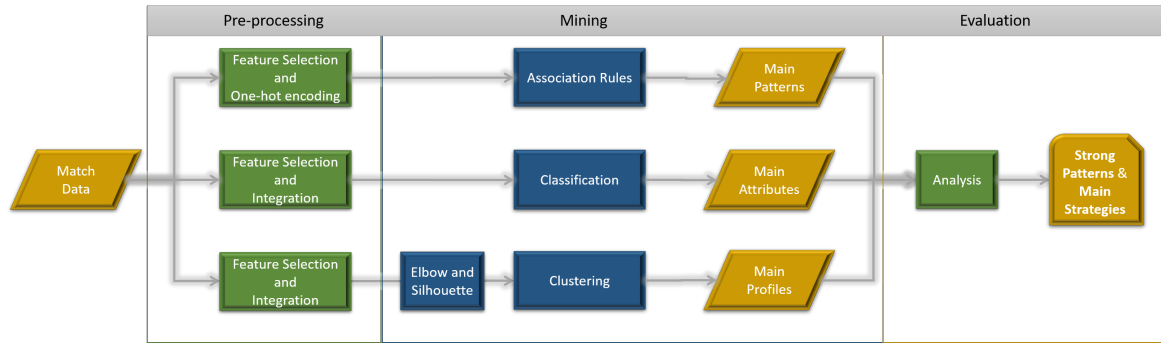 Pre-processing
Mining
Evaluation
Match
Data
Feature Selection
and
One-hot encoding
Association Rules
Main
Patterns
Feature Selection
and
Integration
Classification
Main
Attributes
Feature Selection
and
Integration
Elbow and
Silhouette
Clustering
Main
Profiles
Analysis
Strong
Patterns &
Main
Strategies